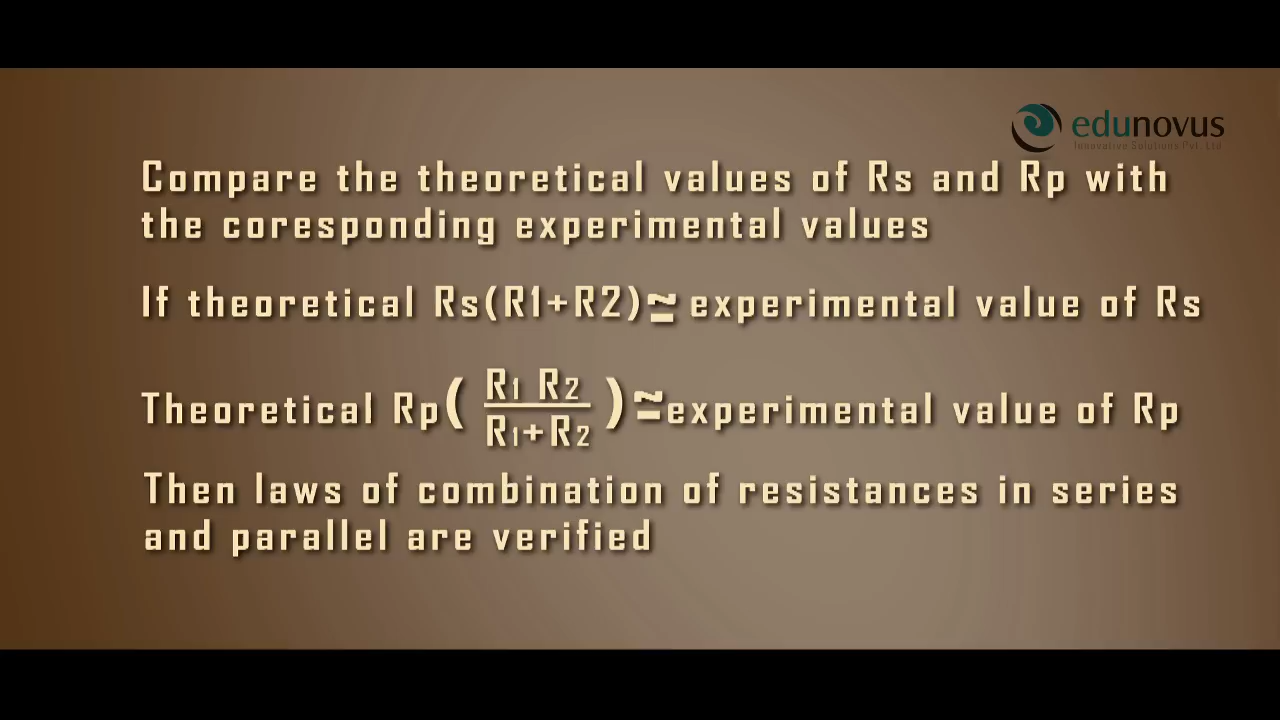 edunovus
Innovative Solutions Pvt. Ltd
Compare the theoretical values of Rs and Rp with
the coresponding experimental values
If theoretical Rs(R1+R2)≅ experimental value of Rs
Theoretical Rp( R1 R2 / R1+R2 ) ≅experimental value of Rp
Then laws of combination of resistances in series
and parallel are verified